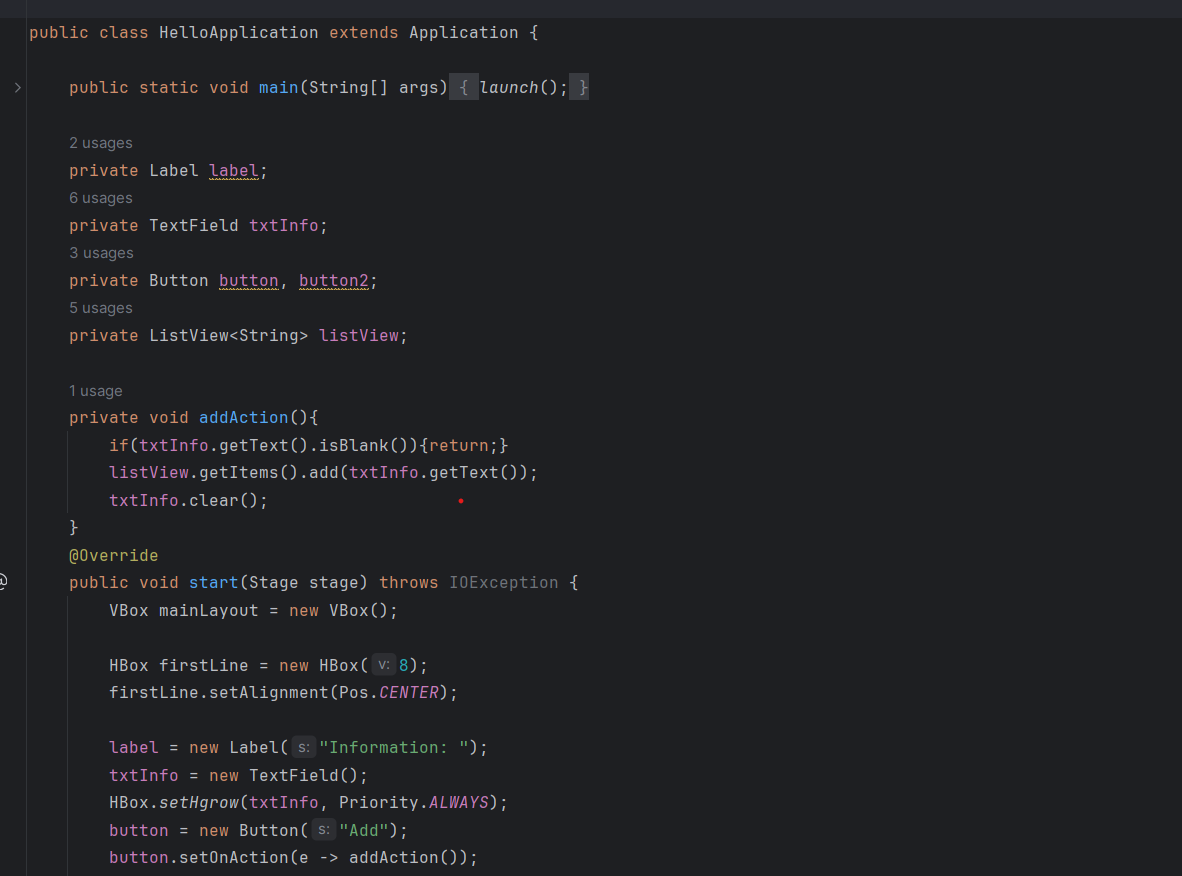 public class HelloApplication extends Application {
public static void main(String[] args) { launch(); }
2 usages
private Label label;
6 usages
private TextField txtInfo;
3 usages
private Button button, button2;
5 usages
private ListView<String> listView;
1 usage
private void addAction(){
if(txtInfo.getText().isBlank()){return;}
listView.getItems().add(txtInfo.getText());
txtInfo.clear();
}
@Override
public void start(Stage stage) throws IOException {
VBox mainLayout = new VBox();
HBox firstLine = new HBox( v: 8);
firstLine.setAlignment(Pos.CENTER);
label = new Label( s: "Information: ");
txtInfo = new TextField();
HBox.setHgrow(txtInfo, Priority.ALWAYS);
button = new Button( s: "Add");
button.setOnAction(e -> addAction());